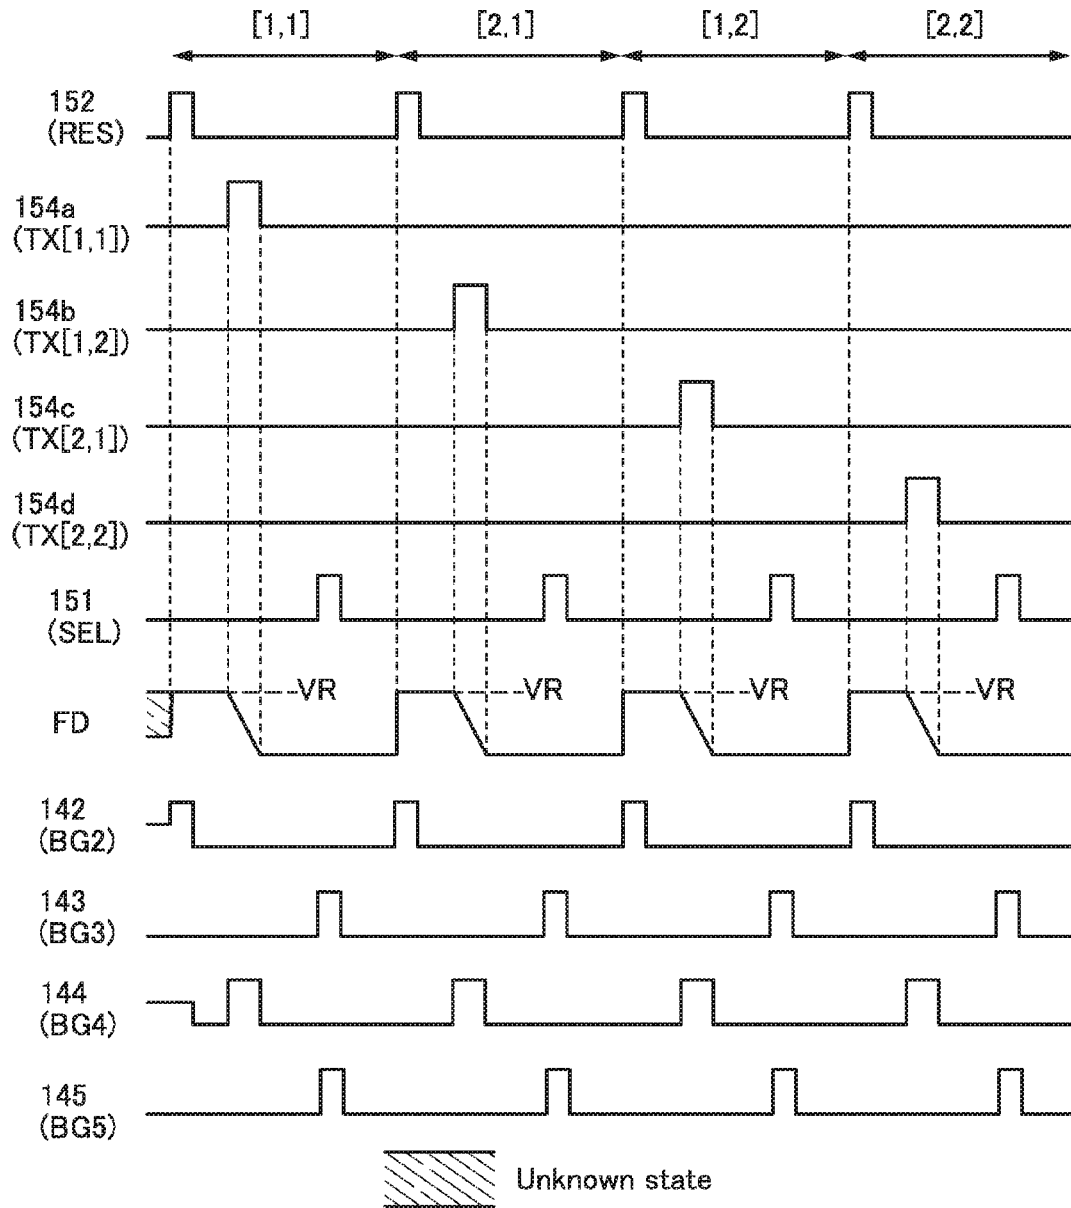 [1,1] [2,1] [1,2] [2,2]
152
(RES)
154a
(TX[1,1])
154b
(TX[1,2])
154c
(TX[2,1])
154d
(TX[2,2])
151
(SEL)
VR VR VR VR
FD
142
(BG2)
143
(BG3)
144
(BG4)
145
(BG5)
Unknown state